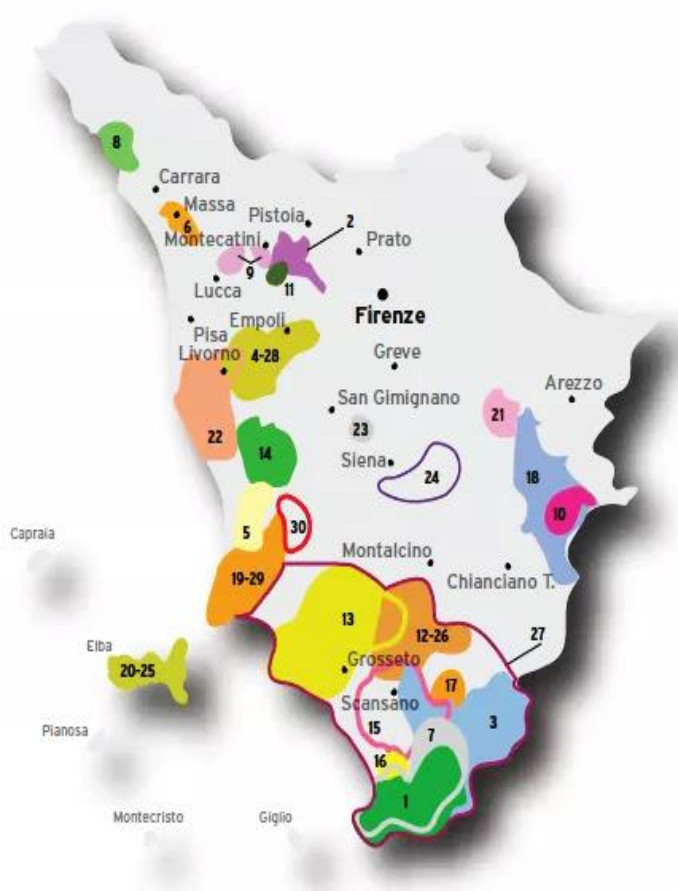 8
Carrara
Massa
6
Pistoia
2
Montecatini
Prato
9
11
Lucca
Firenze
Pisa
Empoli
Livorno
4-28
Greve
Arezzo
San Gimignano
21
22
23
14
Siena
24
18
10
5
30
Capraia
Montalcino
19-29
Chianciano T.
13
12-26
27
Elba
20-25
Grosseto
17
Scansano
15
3
Pianosa
7
16
1
Montecristo
Giglio